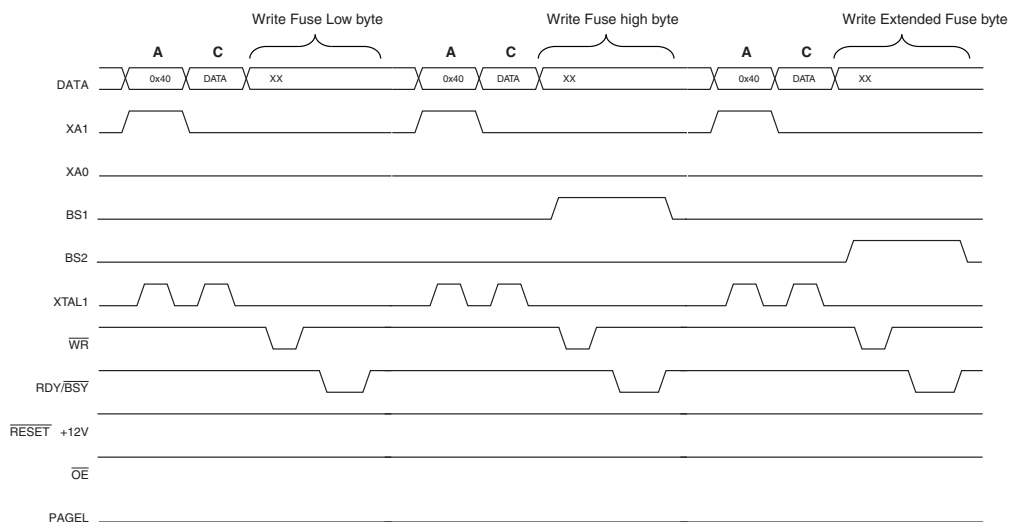 Write Fuse Low byte Write Fuse high byte Write Extended Fuse byte
A C A C A C
DATA 0x40 DATA XX 0x40 DATA XX 0x40 DATA XX
XA1
XA0
BS1
BS2
XTAL1
WR
RDY/BSY
RESET +12V
OE
PAGEL